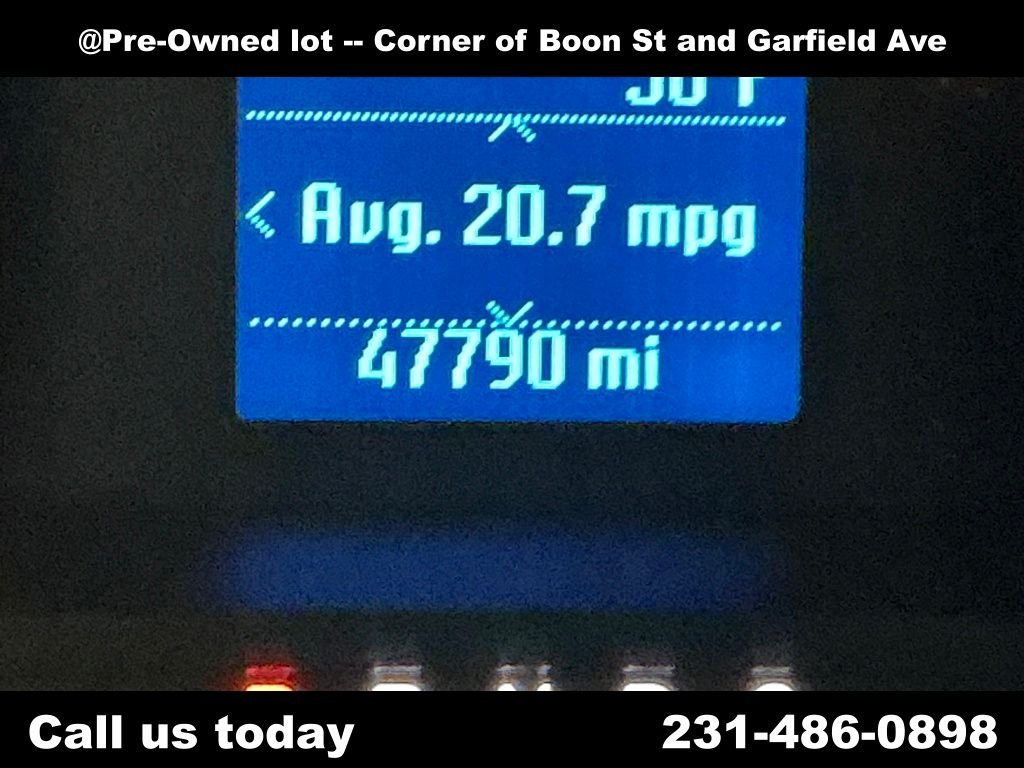 @Pre-Owned lot -- Corner of Boon St and Garfield Ave
Avg. 20.7 mpg
47790 mi
Call us today
231-486-0898